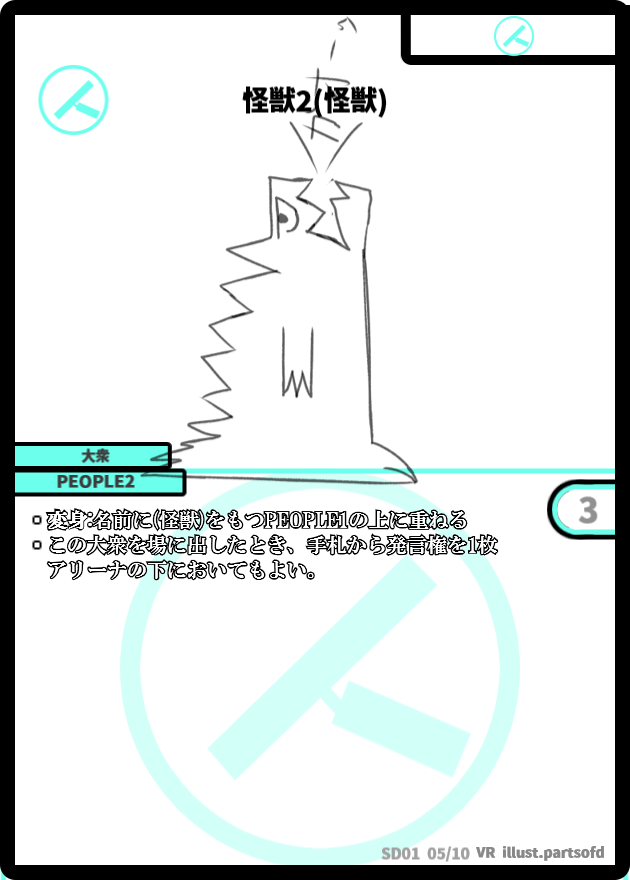 怪獣2(怪獣)
大衆
PEOPLE2
3
変身:名前に(怪獣)をもつPEOPLE1の上に重ねる
この大衆を場に出したとき、手札から発言権を1枚
アリーナの下においてもよい。
SD01 05/10 VR illust.partsofd